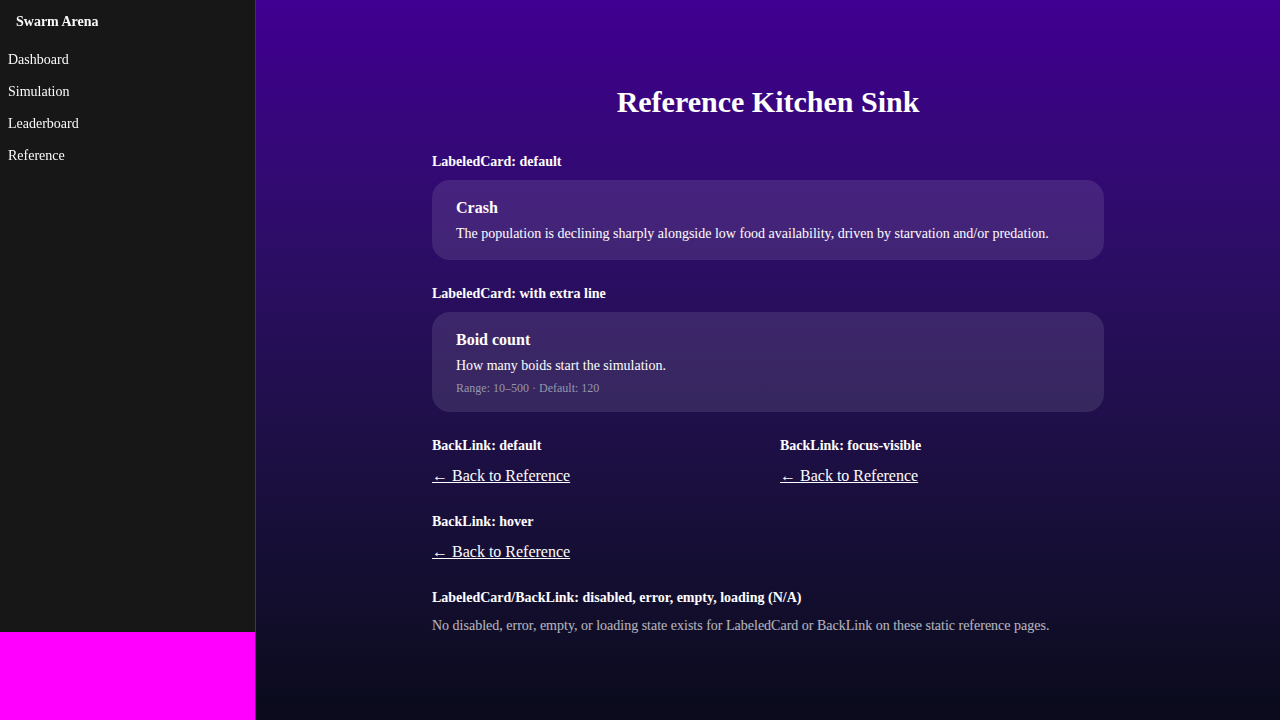 Swarm Arena
Dashboard
Simulation
Leaderboard
Reference
Reference Kitchen Sink
LabeledCard: default
Crash
The population is declining sharply alongside low food availability, driven by starvation and/or predation.
LabeledCard: with extra line
Boid count
How many boids start the simulation.
Range: 10–500 · Default: 120
BackLink: default
← Back to Reference
BackLink: focus-visible
← Back to Reference
BackLink: hover
← Back to Reference
LabeledCard/BackLink: disabled, error, empty, loading (N/A)
No disabled, error, empty, or loading state exists for LabeledCard or BackLink on these static reference pages.